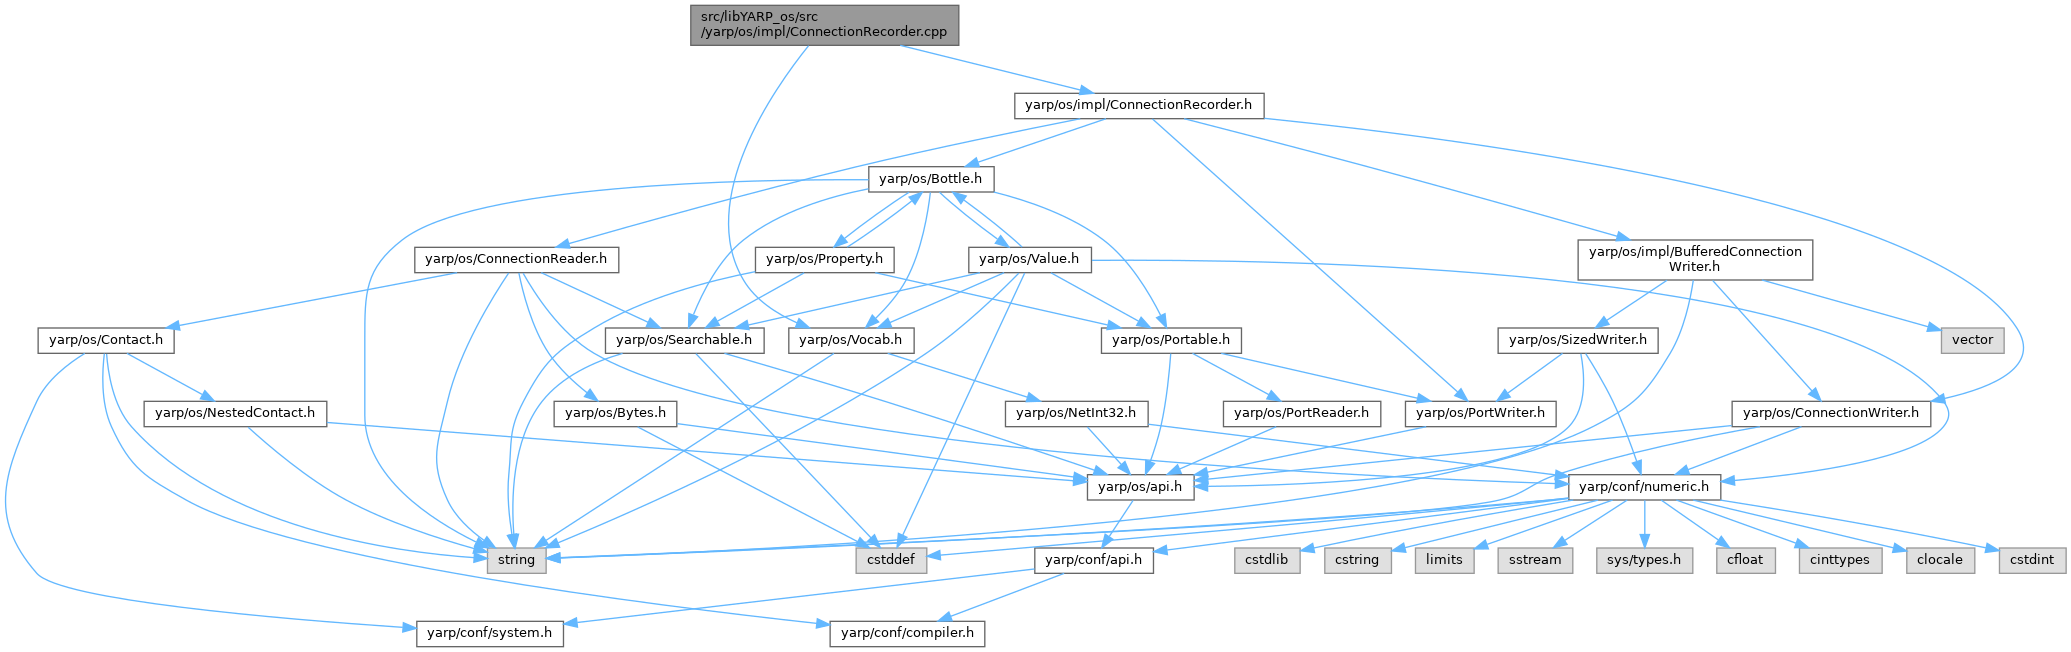 src/libYARP_os/src
/yarp/os/impl/ConnectionRecorder.cpp
yarp/os/impl/ConnectionRecorder.h
yarp/os/Bottle.h
yarp/os/ConnectionReader.h
yarp/os/Property.h
yarp/os/Value.h
yarp/os/impl/BufferedConnection
Writer.h
yarp/os/Contact.h
yarp/os/Searchable.h
yarp/os/Vocab.h
yarp/os/Portable.h
yarp/os/SizedWriter.h
vector
yarp/os/NestedContact.h
yarp/os/Bytes.h
yarp/os/NetInt32.h
yarp/os/PortReader.h
yarp/os/PortWriter.h
yarp/os/ConnectionWriter.h
yarp/os/api.h
yarp/conf/numeric.h
string
cstddef
yarp/conf/api.h
cstdlib
cstring
limits
sstream
sys/types.h
cfloat
cinttypes
clocale
cstdint
yarp/conf/system.h
yarp/conf/compiler.h